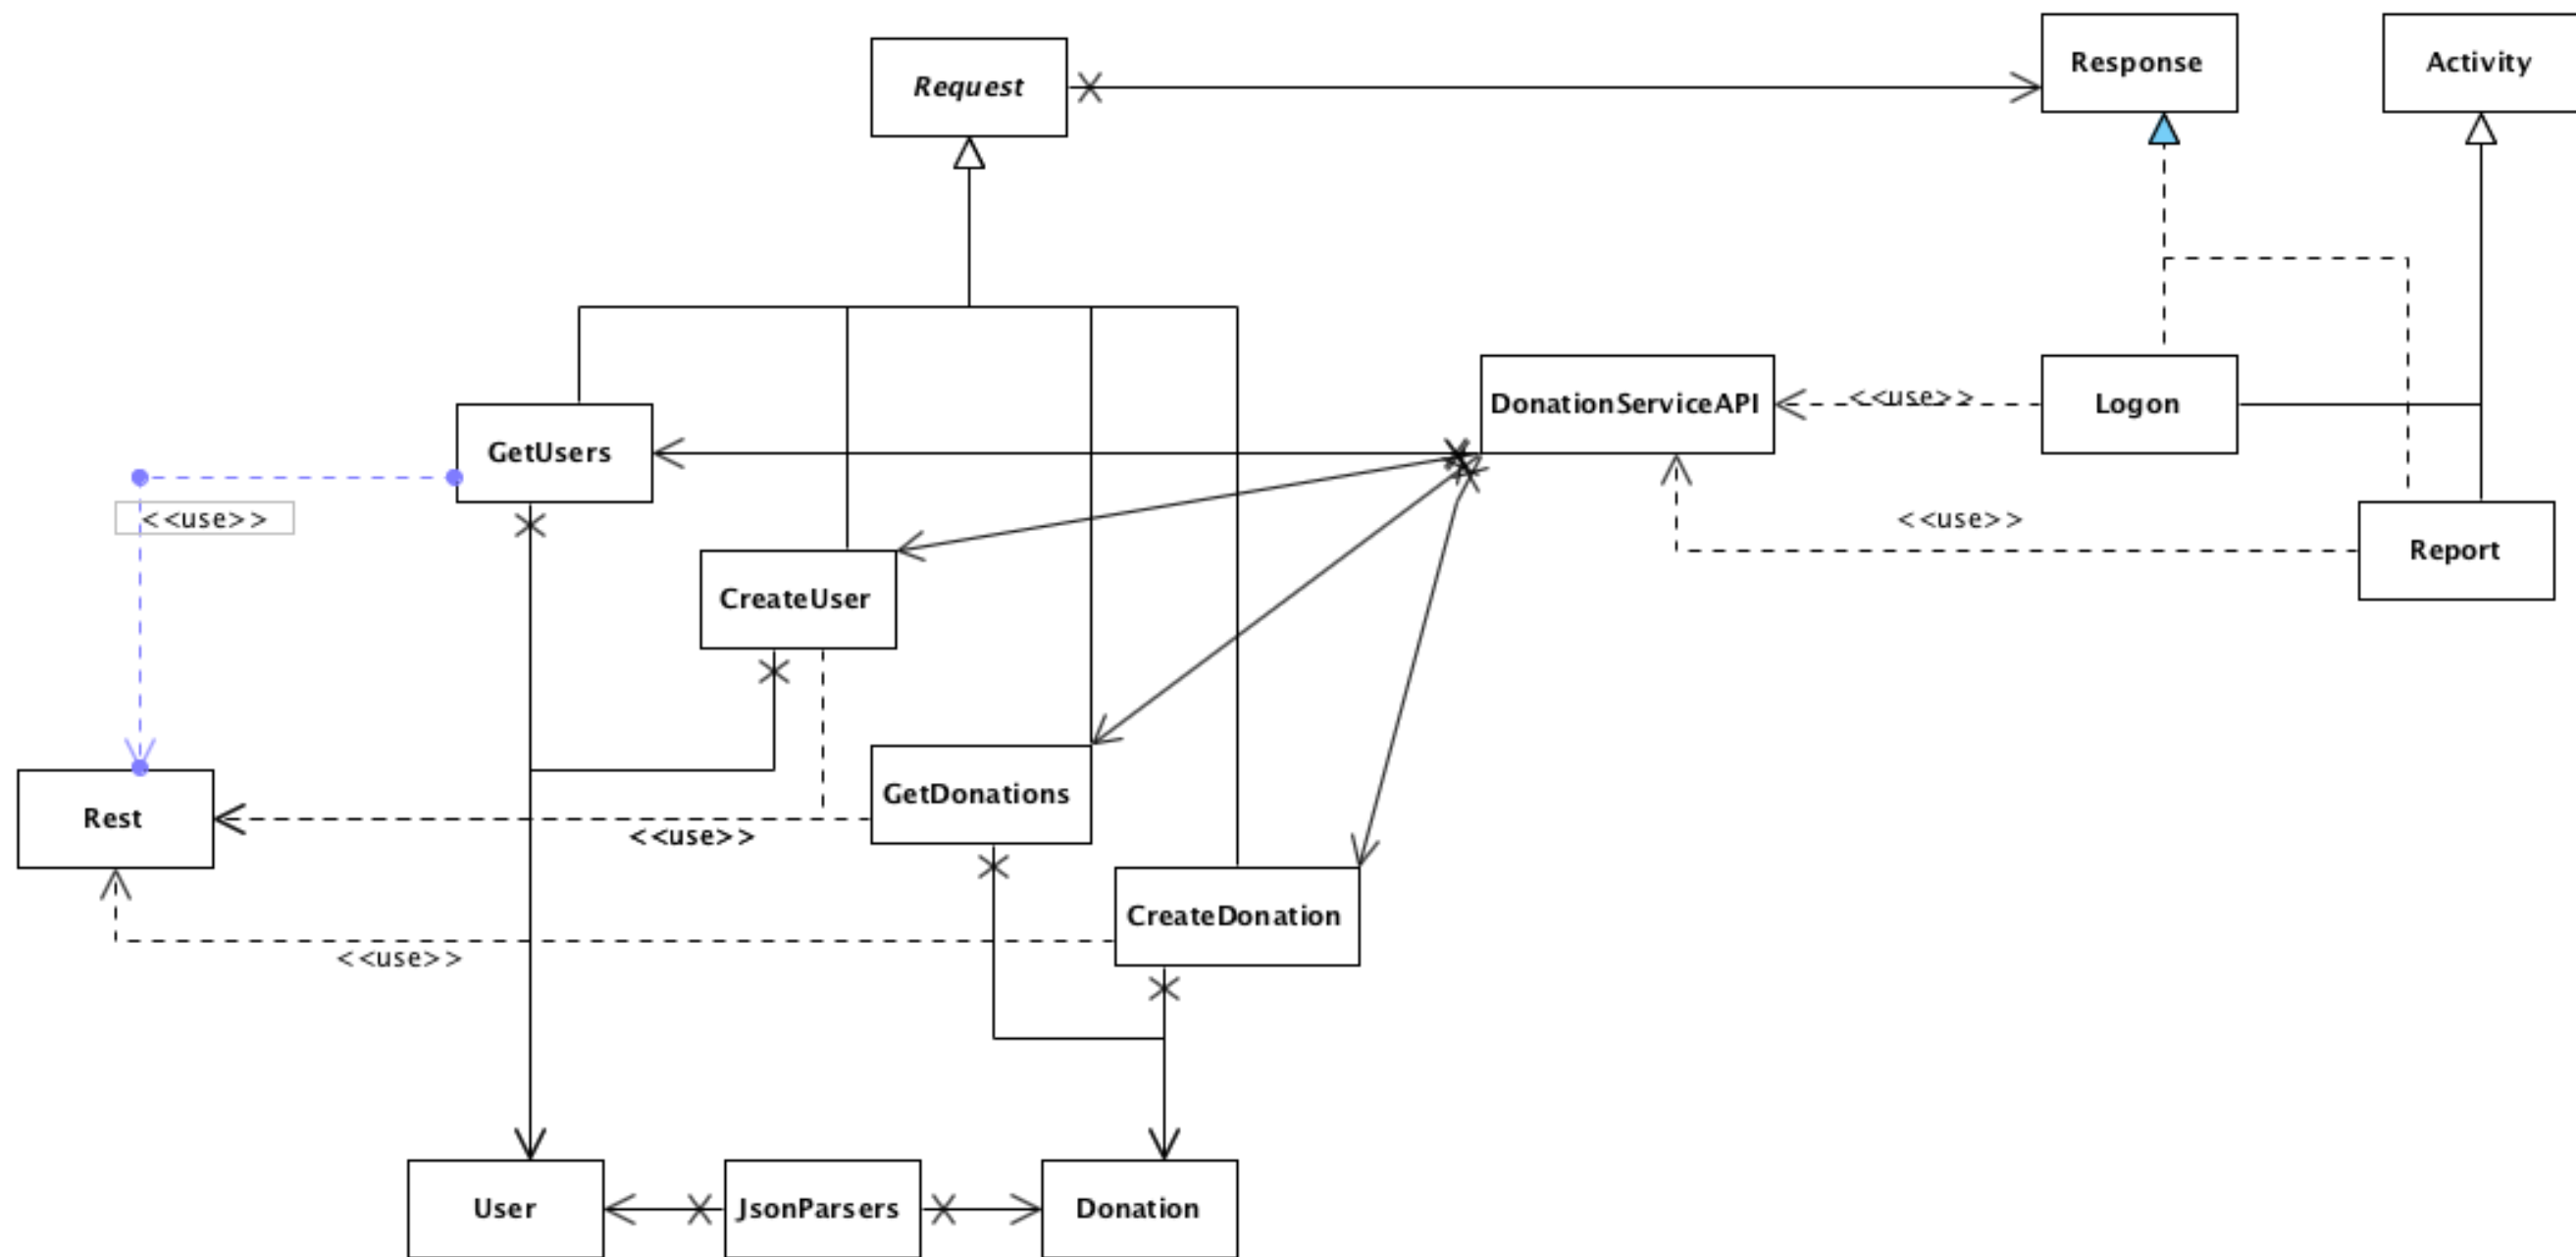 Response
Activity
Request
DonationServiceAPI
<<use>>
Logon
GetUsers
<<use>>
<<use>>
Report
CreateUser
GetDonations
Rest
<<use>>
CreateDonation
<<use>>
User
JsonParsers
Donation